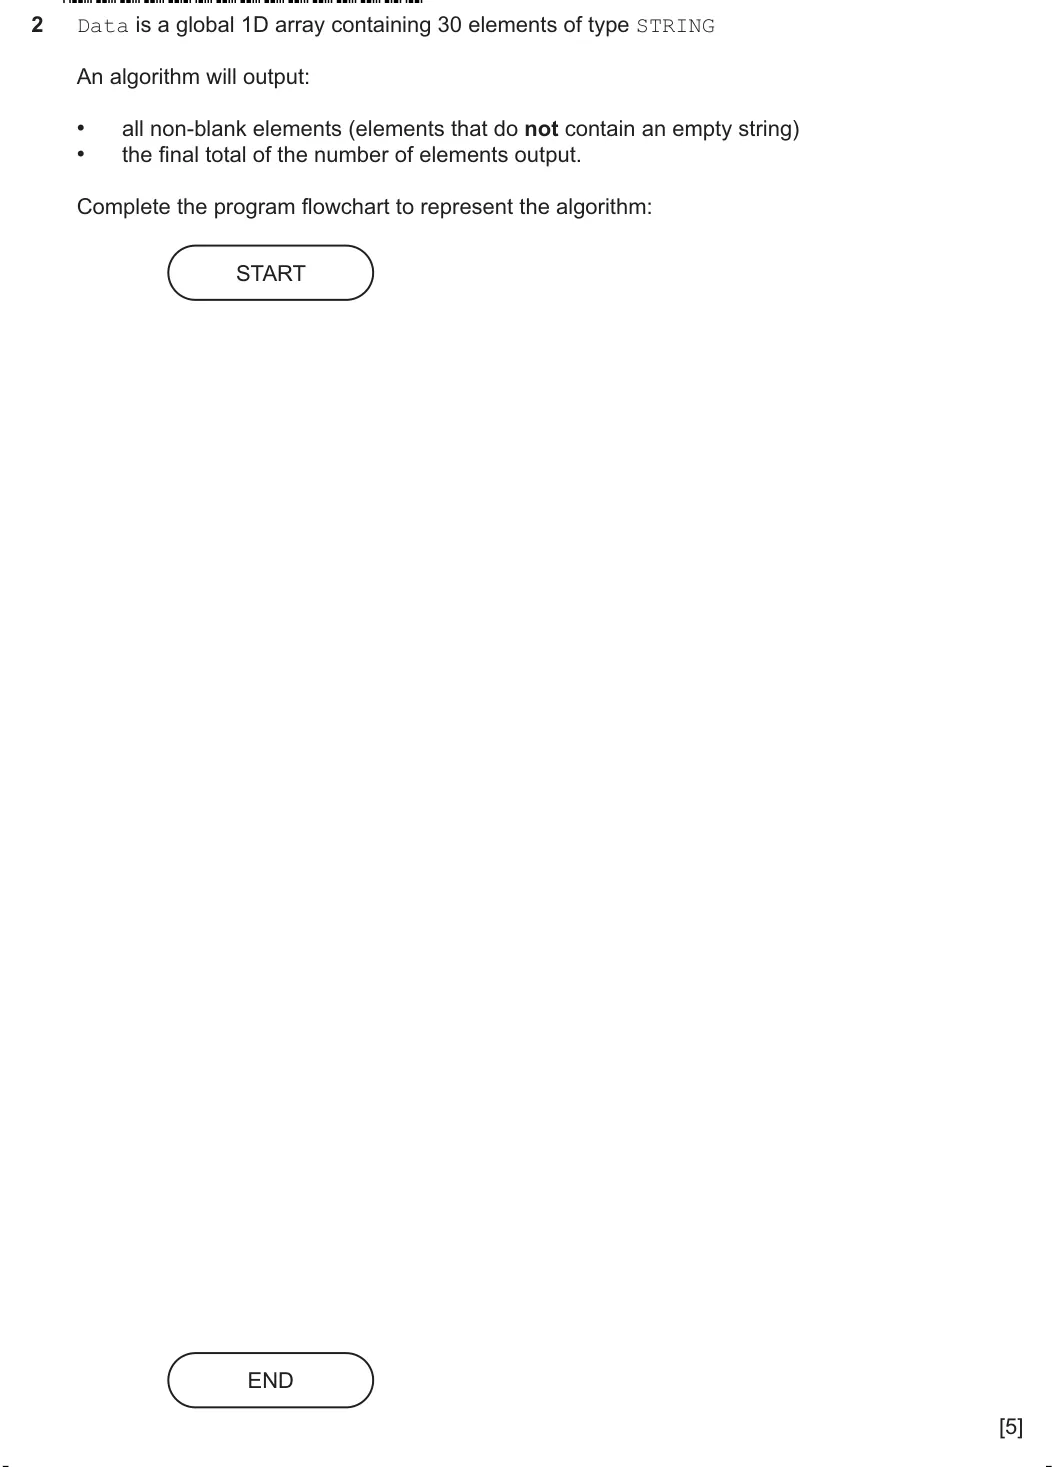 2 Data is a global 1D array containing 30 elements of type STRING
An algorithm will output:
• all non-blank elements (elements that do not contain an empty string)
• the final total of the number of elements output.
Complete the program flowchart to represent the algorithm:
START
END
[5]